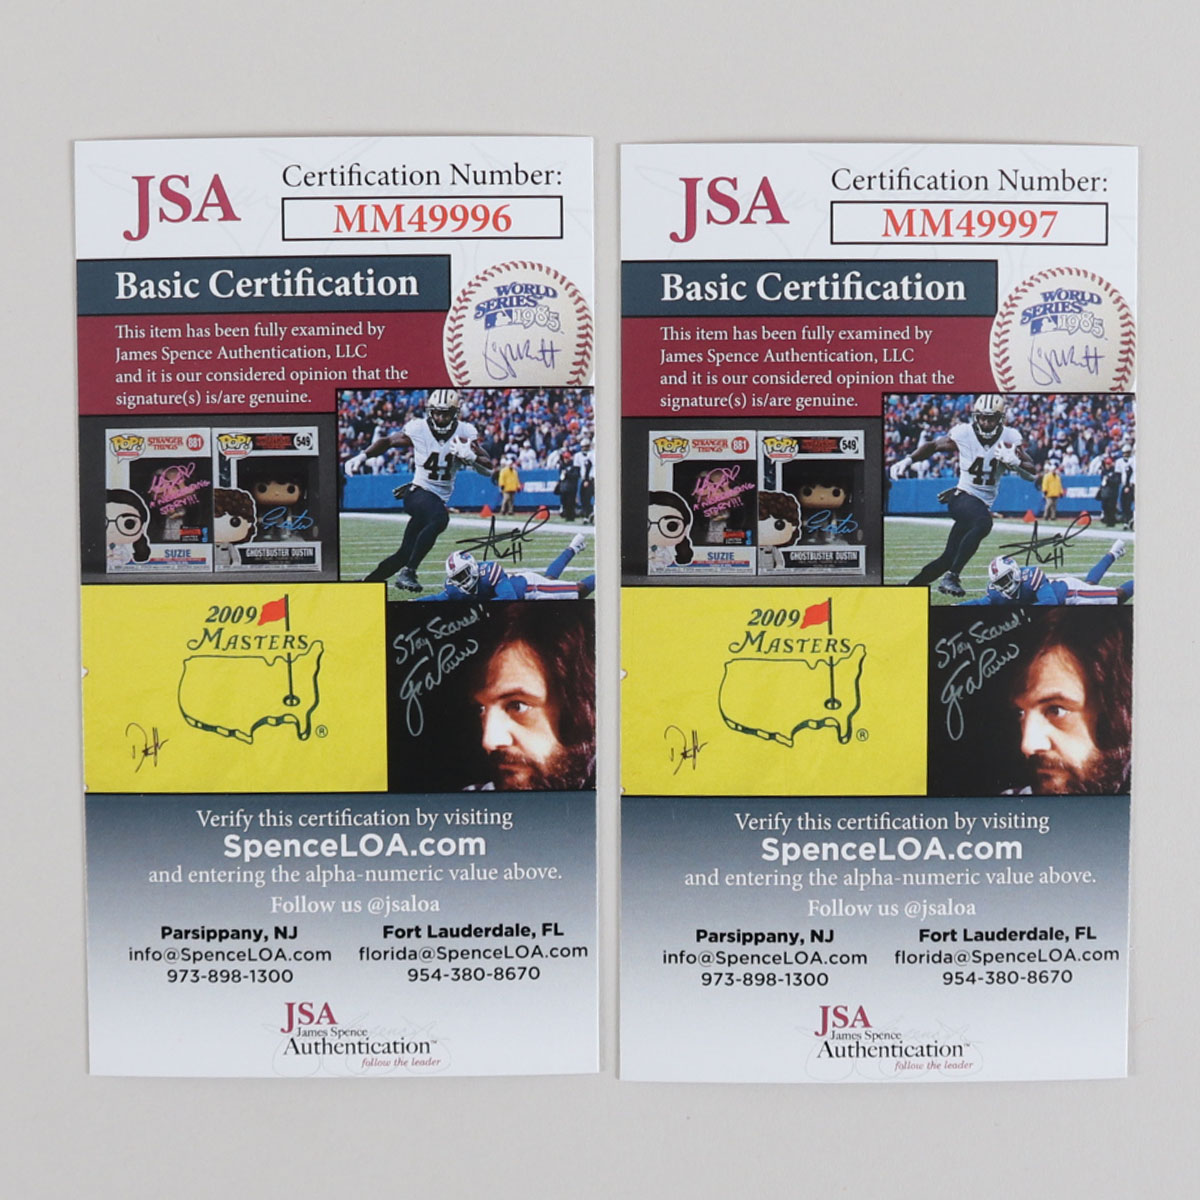 JSA
Certification Number:
MM49996
Basic Certification
This item has been fully examined by
James Spence Authentication, LLC
and it is our considered opinion that the
signature(s) is/are genuine.
WORLD
SERIES
1985
POP!
STRANGER
THINGS
881
SUZIE
POP!
549
GHOSTBUSTER DUSTIN
41
2009
MASTERS
®
Stay Scared!
Verify this certification by visiting
SpenceLOA.com
and entering the alpha-numeric value above.
Follow us @jsaloa
Parsippany, NJ
info@SpenceLOA.com
973-898-1300
Fort Lauderdale, FL
florida@SpenceLOA.com
954-380-8670
JSA
James Spence
Authentication™
follow the leader
JSA
Certification Number:
MM49997
Basic Certification
This item has been fully examined by
James Spence Authentication, LLC
and it is our considered opinion that the
signature(s) is/are genuine.
WORLD
SERIES
1985
POP!
STRANGER
THINGS
881
SUZIE
POP!
549
GHOSTBUSTER DUSTIN
41
2009
MASTERS
®
Stay Scared!
Verify this certification by visiting
SpenceLOA.com
and entering the alpha-numeric value above.
Follow us @jsaloa
Parsippany, NJ
info@SpenceLOA.com
973-898-1300
Fort Lauderdale, FL
florida@SpenceLOA.com
954-380-8670
JSA
James Spence
Authentication™
follow the leader